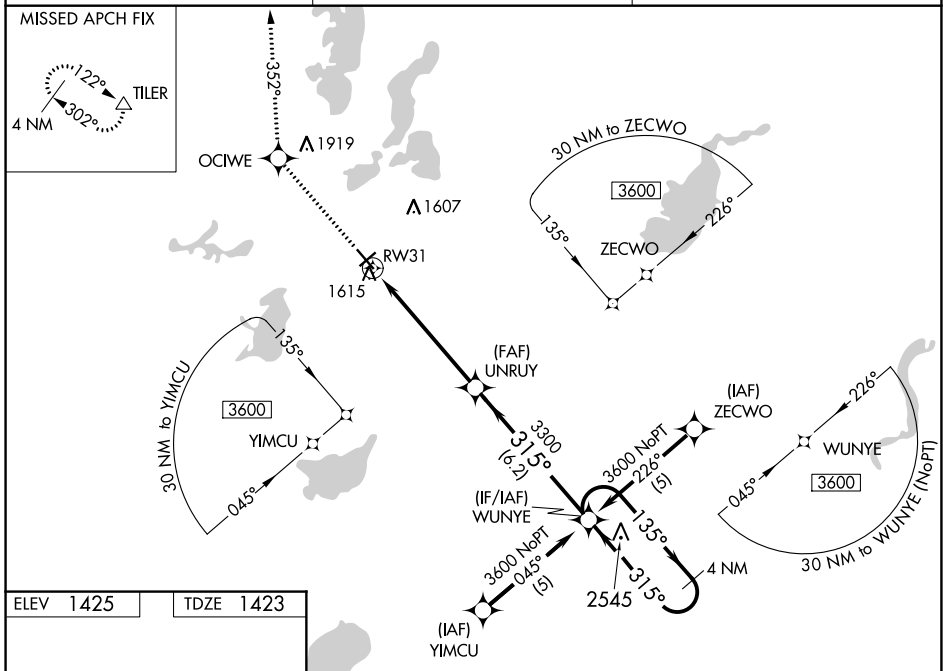 MISSED APCH FIX
122°
TILER
302°
4 NM
352°
OCIWE
1919
1607
RW31
1615
30 NM to ZECWO
3600
135°
226°
ZECWO
30 NM to YIMCU
135°
3600
YIMCU
045°
(FAF)
UNRUY
3300
315°
(6.2)
(IAF)
ZECWO
3600 NoPT
226°
(5)
(IF/IAF)
WUNYE
135°
4 NM
315°
2545
3600 NoPT
045°
(5)
(IAF)
YIMCU
226°
WUNYE
045°
3600
30 NM to WUNYE (NoPT)
ELEV 1425
TDZE 1423